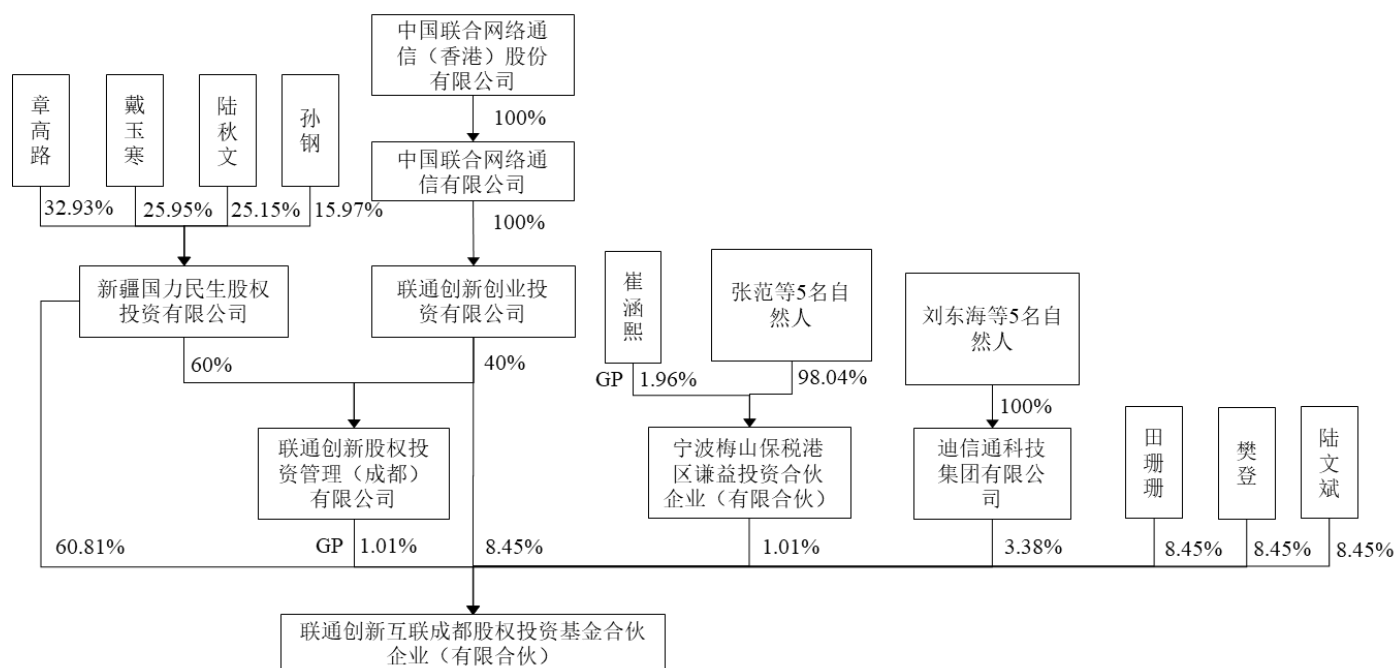 中国联合网络通
信（香港）股份
有限公司
章高路
戴玉寒
陆秋文
孙钢
100%
中国联合网络通
信有限公司
32.93%
25.95%
25.15%
15.97%
100%
新疆国力民生股权
投资有限公司
联通创新创业投
资有限公司
崔涵熙
张范等5名自
然人
刘东海等5名自
然人
60%
40%
GP
1.96%
98.04%
100%
联通创新股权投
资管理（成都）
有限公司
宁波梅山保税港
区谦益投资合伙
企业（有限合伙）
迪信通科技
集团有限公
司
田珊珊
樊登
陆文斌
60.81%
GP
1.01%
8.45%
1.01%
3.38%
8.45%
8.45%
8.45%
联通创新互联成都股权投资基金合伙
企业（有限合伙）